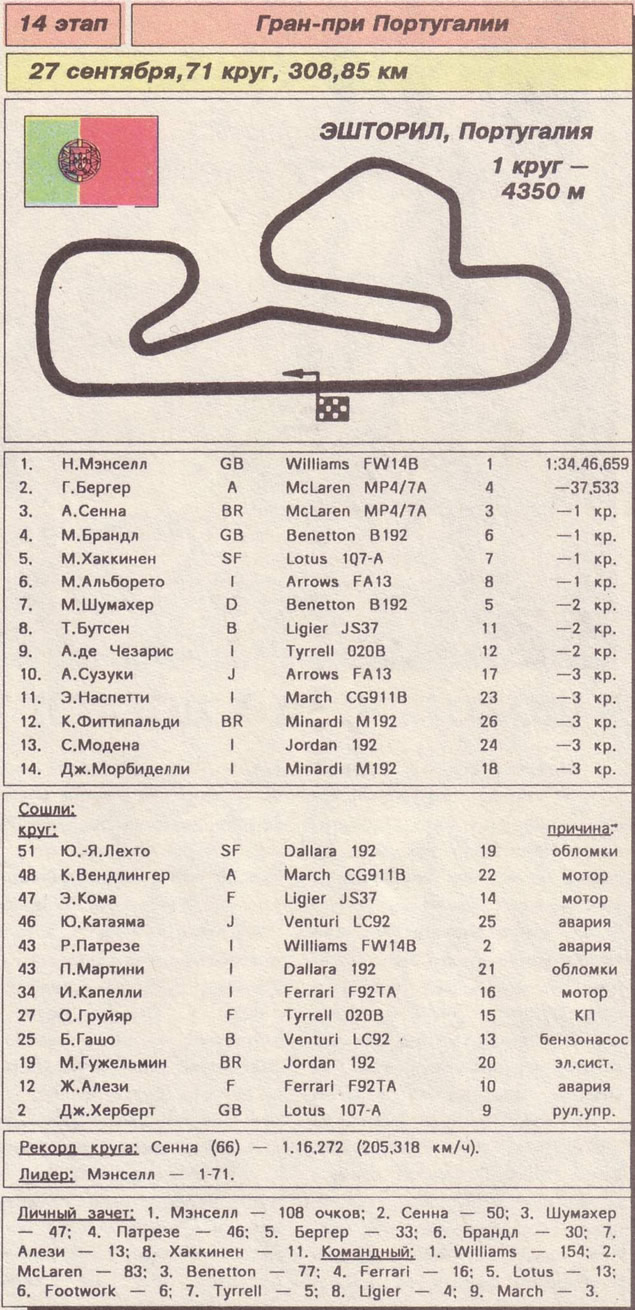 14 этап Гран-при Португалии
27 сентября,71 круг, 308,85 км
ЭШТОРИЛ, Португалия
1 круг —
4350 м
1. Н.Мэнселл GB Williams FW14B 1 1:34.46,659
2. Г.Бергер A McLaren MP4/7A 4 —37,533
3. А.Сенна BR McLaren MP4/7A 3 —1 кр.
4. М.Брандл GB Benetton B192 6 —1 кр.
5. М.Хаккинен SF Lotus 107-A 7 —1 кр.
6. М.Альборето I Arrows FA13 8 —1 кр.
7. М.Шумахер D Benetton B192 5 —2 кр.
8. Т.Бутсен B Ligier JS37 11 —2 кр.
9. А.де Чезарис I Tyrrell 020B 12 —2 кр.
10. А.Сузуки J Arrows FA13 17 —3 кр.
11. Э.Наспетти I March CG911B 23 —3 кр.
12. К.Фиттипальди BR Minardi M192 26 —3 кр.
13. С.Модена I Jordan 192 24 —3 кр.
14. Дж.Морбиделли I Minardi M192 18 —3 кр.
Сошли:
круг: причина:
51 Ю.-Я.Лехто SF Dallara 192 19 обломки
48 К.Вендлингер A March CG911B 22 мотор
47 Э.Кома F Ligier JS37 14 мотор
46 Ю.Катаяма J Venturi LC92 25 авария
43 Р.Патрезе I Williams FW14B 2 авария
43 П.Мартини I Dallara 192 21 обломки
34 И.Капелли I Ferrari F92TA 16 мотор
27 О.Груйяр F Tyrrell 020B 15 КП
25 Б.Гашо B Venturi LC92 13 бензонасос
19 М.Гужельмин BR Jordan 192 20 эл.сист.
12 Ж.Алези F Ferrari F92TA 10 авария
2 Дж.Херберт GB Lotus 107-A 9 рул.упр.
Рекорд круга: Сенна (66) — 1.16,272 (205,318 км/ч).
Лидер: Мэнселл — 1-71.
Личный зачет: 1. Мэнселл — 108 очков; 2. Сенна — 50; 3. Шумахер
— 47; 4. Патрезе — 46; 5. Бергер — 33; 6. Брандл — 30; 7.
Алези — 13; 8. Хаккинен — 11. Командный: 1. Williams — 154; 2.
McLaren — 83; 3. Benetton — 77; 4. Ferrari — 16; 5. Lotus — 13;
6. Footwork — 6; 7. Tyrrell — 5; 8. Ligier — 4; 9. March — 3.